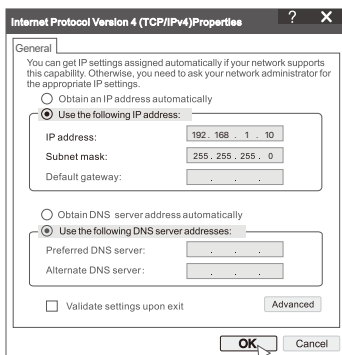 Internet Protocol Version 4 (TCP/IPv4)Properties ? X
General
You can get IP settings assigned automatically if your network supports
this capability. Otherwise, you need to ask your network administrator for
the appropriate IP settings.
Obtain an IP address automatically
Use the following IP address:
IP address: 192 . 168 . 1 . 10
Subnet mask: 255 . 255 . 255 . 0
Default gateway: . . .
Obtain DNS server address automatically
Use the following DNS server addresses:
Preferred DNS server: . . .
Alternate DNS server: . . .
Validate settings upon exit Advanced
OK Cancel